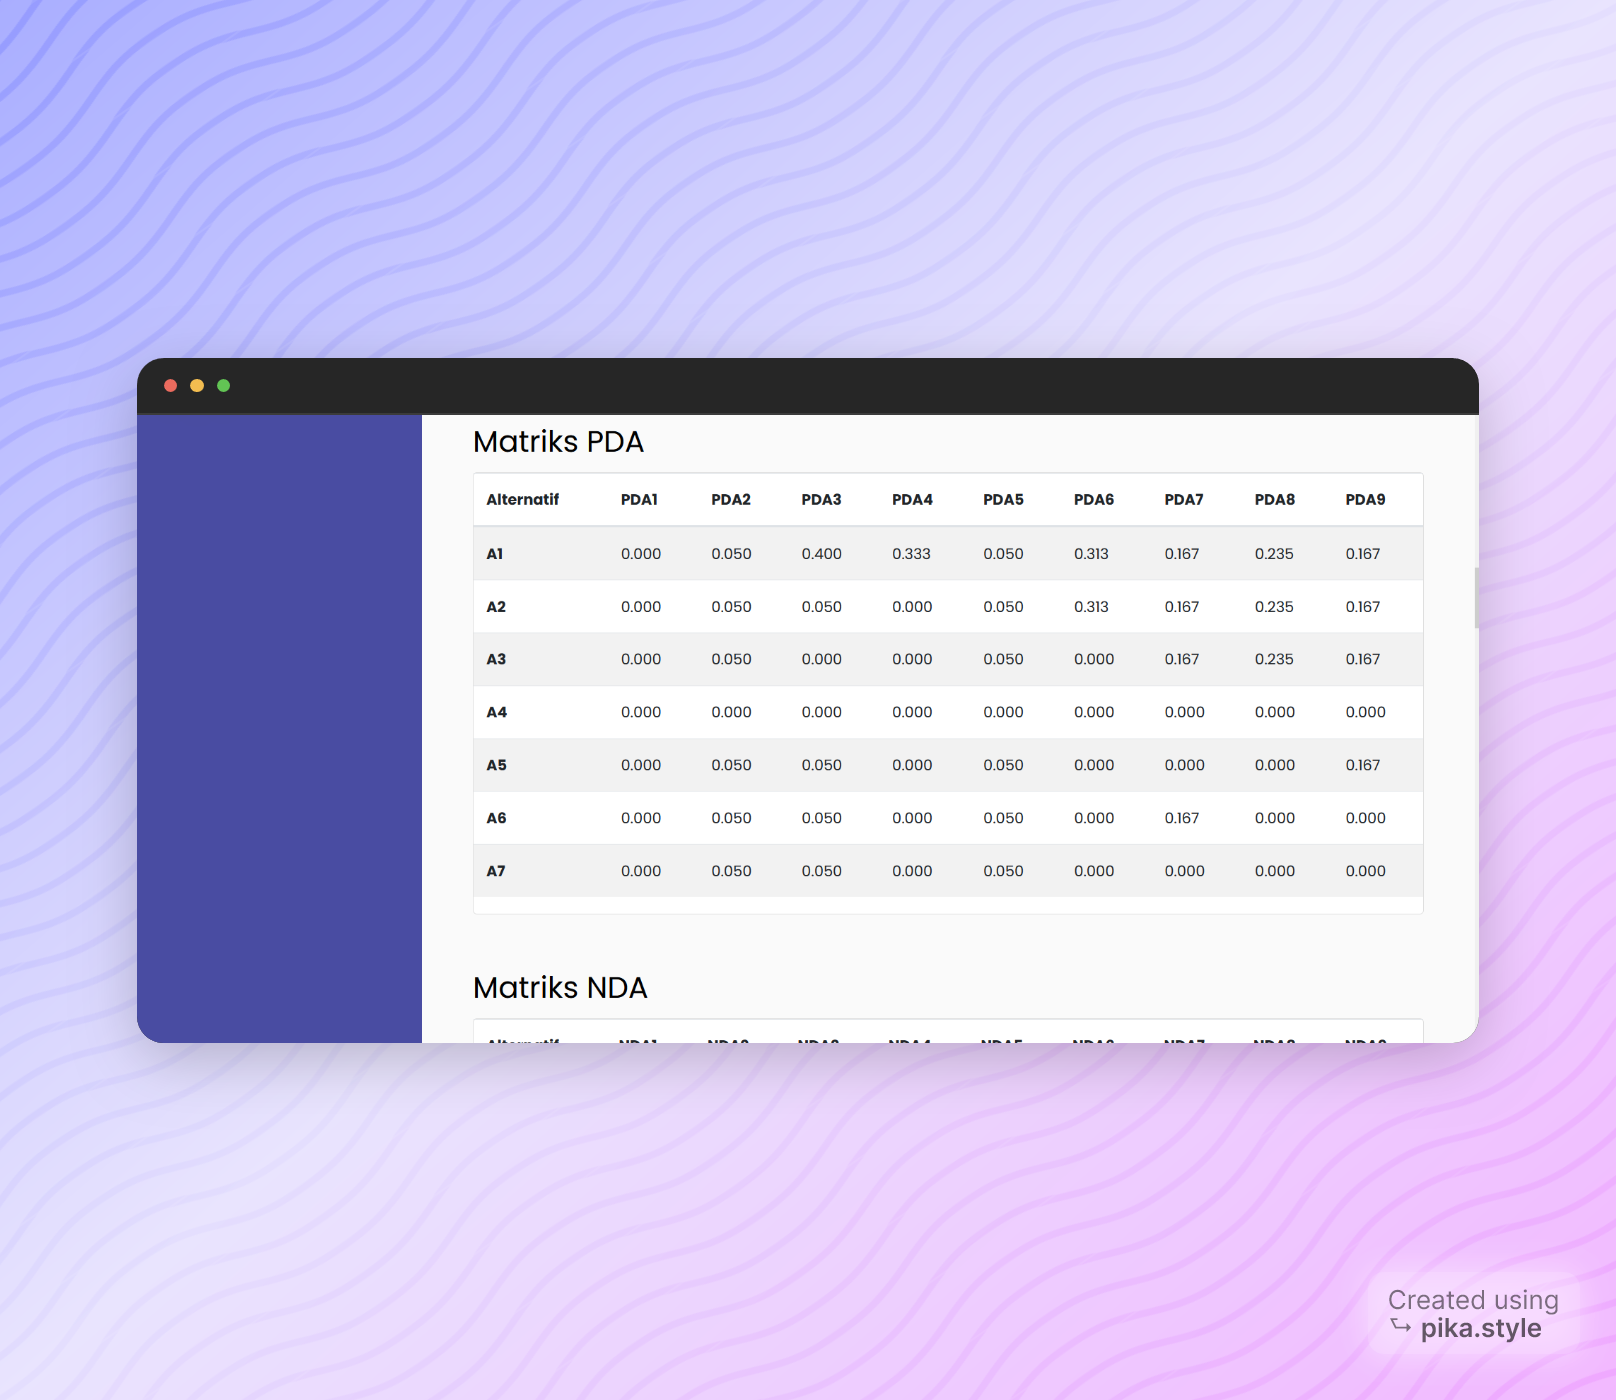 Matriks PDA
Alternatif PDA1 PDA2 PDA3 PDA4 PDA5 PDA6 PDA7 PDA8 PDA9
A1 0.000 0.050 0.400 0.333 0.050 0.313 0.167 0.235 0.167
A2 0.000 0.050 0.050 0.000 0.050 0.313 0.167 0.235 0.167
A3 0.000 0.050 0.000 0.000 0.050 0.000 0.167 0.235 0.167
A4 0.000 0.000 0.000 0.000 0.000 0.000 0.000 0.000 0.000
A5 0.000 0.050 0.050 0.000 0.050 0.000 0.000 0.000 0.167
A6 0.000 0.050 0.050 0.000 0.050 0.000 0.167 0.000 0.000
A7 0.000 0.050 0.050 0.000 0.050 0.000 0.000 0.000 0.000
Matriks NDA
Created using
pika.style